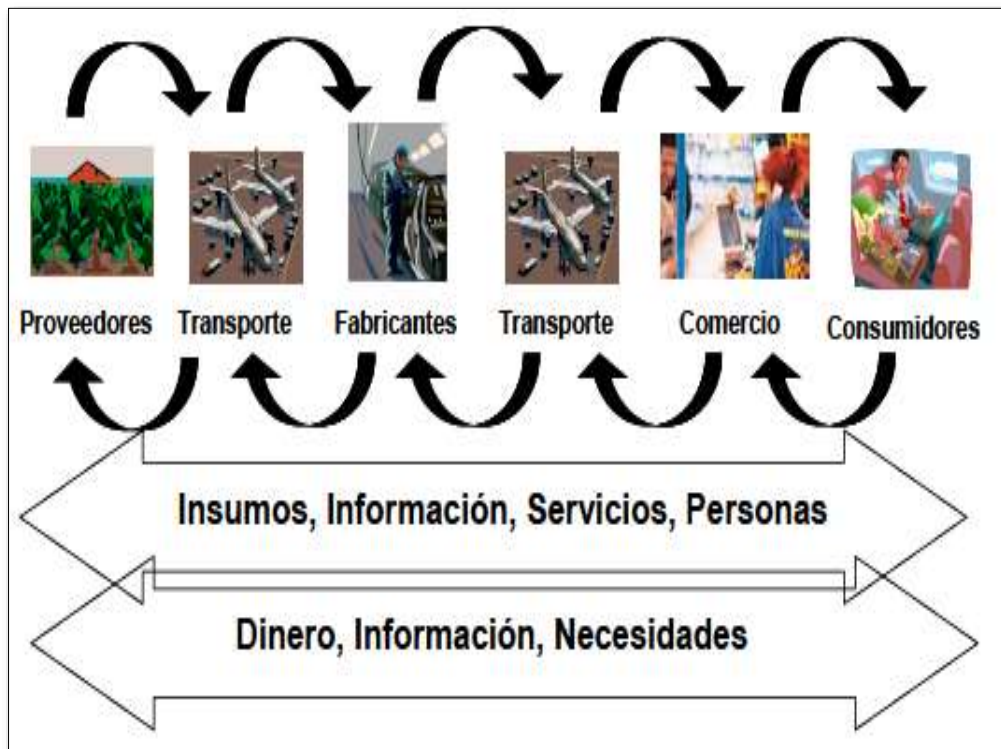 Proveedores Transporte Fabricantes Transporte Comercio Consumidores
Insumos, Información, Servicios, Personas
Dinero, Información, Necesidades